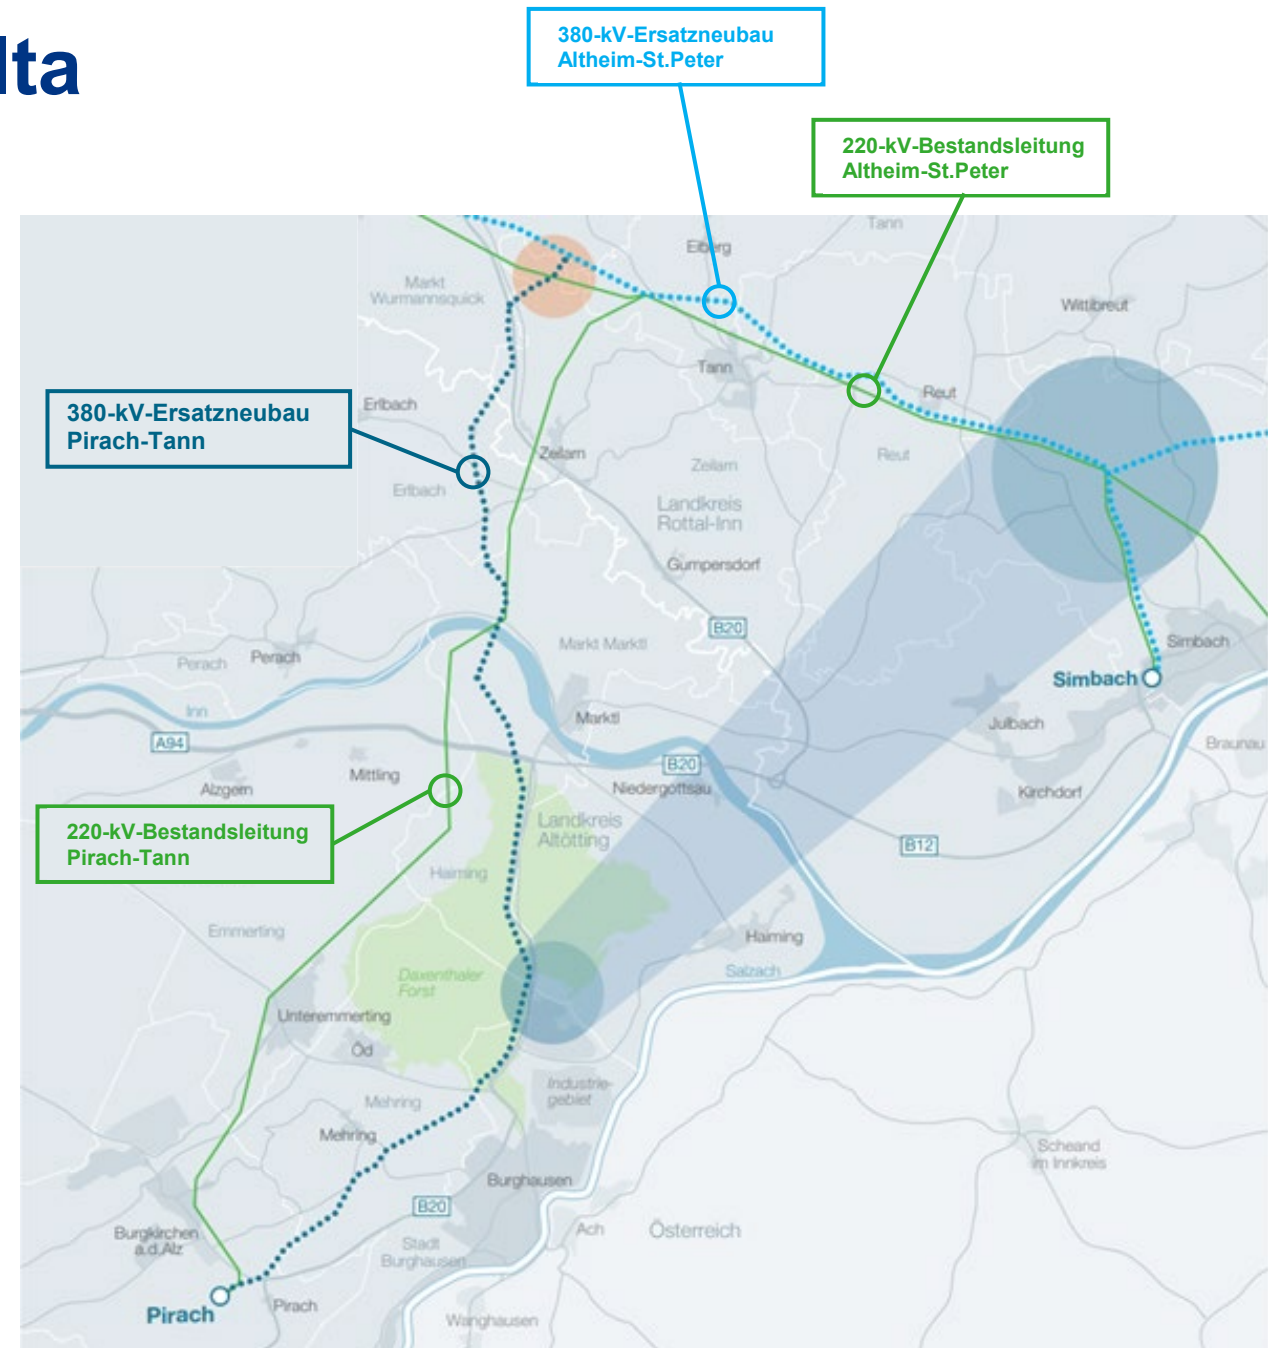 lta
380-kV-Ersatzneubau
Altheim-St.Peter
220-kV-Bestandsleitung
Altheim-St.Peter
Tann
Eiberg
Markt
Wurmannsquick
Wittibreut
Tann
380-kV-Ersatzneubau
Pirach-Tann
Erlbach
Reut
Zeilarn
Reut
Zeilarn
Erlbach
Landkreis
Rottal-Inn
Gumpersdorf
B20
Markt Marktl
Simbach
Perach
Perach
Simbach
Inn
Marktl
Julbach
A94
Braunau
B20
Mittling
Alzgern
Niedergottsau
Kirchdorf
220-kV-Bestandsleitung
Pirach-Tann
Landkreis
Altötting
B12
Haiming
Emmerting
Haiming
Daxenthaler
Forst
Salzach
Unteremmerting
Öd
Industrie-
gebiet
Mehring
Mehring
Scheand
im Innkreis
Burghausen
B20
Burgkirchen
a.d.Alz
Ach
Österreich
Stadt
Burghausen
Pirach
Pirach
Wanghausen